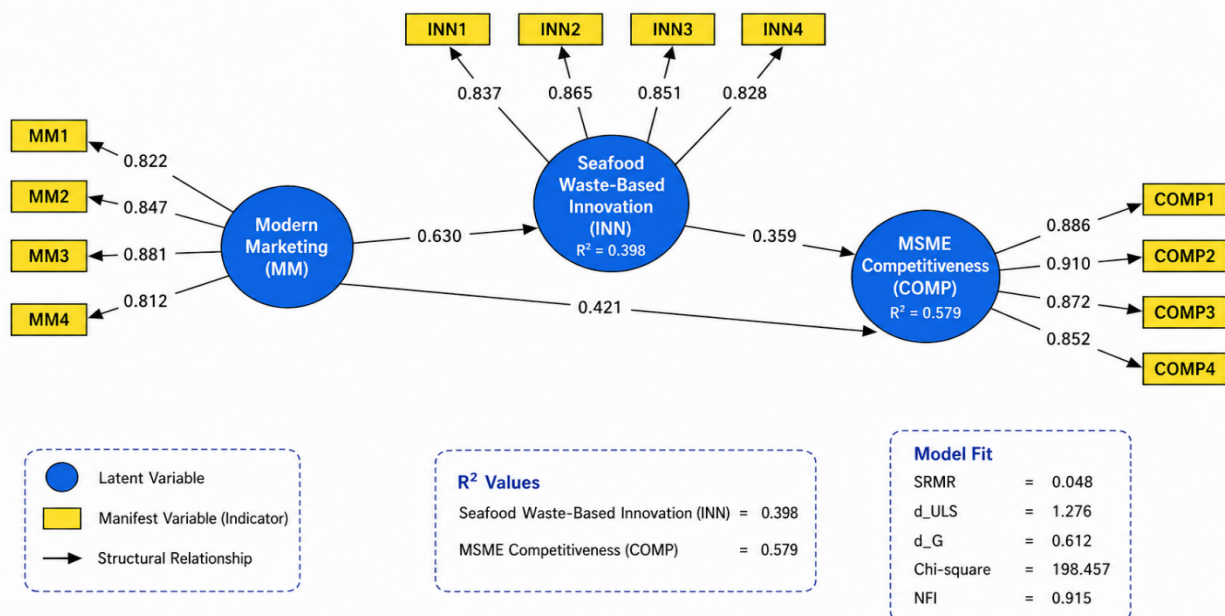 INN1
INN2
INN3
INN4
0.837
0.865
0.851
0.828
MM1
MM2
MM3
MM4
0.822
0.847
0.881
0.812
Modern
Marketing
(MM)
0.630
Seafood
Waste-Based
Innovation
(INN)
R² = 0.398
0.359
0.421
MSME
Competitiveness
(COMP)
R² = 0.579
0.886
0.910
0.872
0.852
COMP1
COMP2
COMP3
COMP4
Latent Variable
Manifest Variable (Indicator)
Structural Relationship
R² Values
Seafood Waste-Based Innovation (INN) = 0.398
MSME Competitiveness (COMP) = 0.579
Model Fit
SRMR = 0.048
d_ULS = 1.276
d_G = 0.612
Chi-square = 198.457
NFI = 0.915